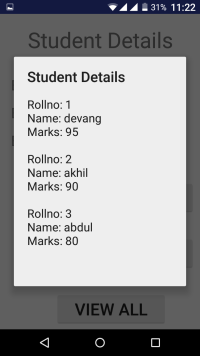 31% 11:22
Student Details
Student Details
Rollno: 1
Name: devang
Marks: 95
Rollno: 2
Name: akhil
Marks: 90
Rollno: 3
Name: abdul
Marks: 80
VIEW ALL